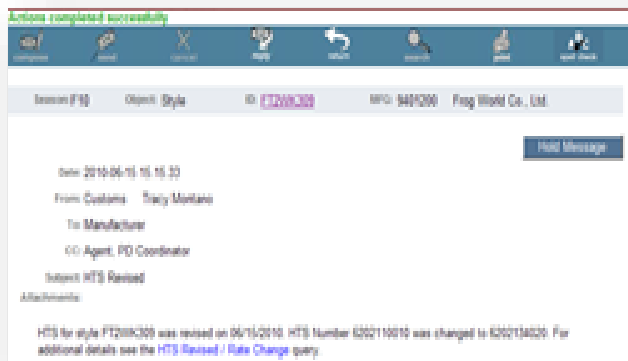 Actions completed successfully
compose send cancel reply return search print spell check
Season: F10 Object: Style ID: FT2WK309 MFG: 9401200 Frog World Co., Ltd.
Hold Message
Date: 2010-06-15 15.15.33
From: Customs Tracy Montano
To: Manufacturer
CC: Agent, PD Coordinator
Subject: HTS Revised
Attachments:
HTS for style FT2WK309 was revised on 06/15/2010. HTS Number 6202110010 was changed to 6202134020. For
additional details see the HTS Revised / Rate Change query.